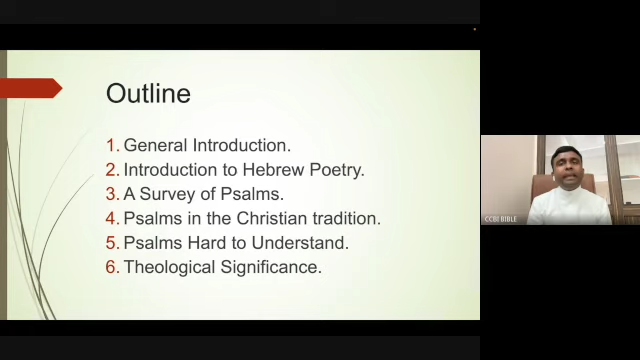 Outline
1. General Introduction.
2. Introduction to Hebrew Poetry.
3. A Survey of Psalms.
4. Psalms in the Christian tradition.
5. Psalms Hard to Understand.
6. Theological Significance.
CCBI BIBLE